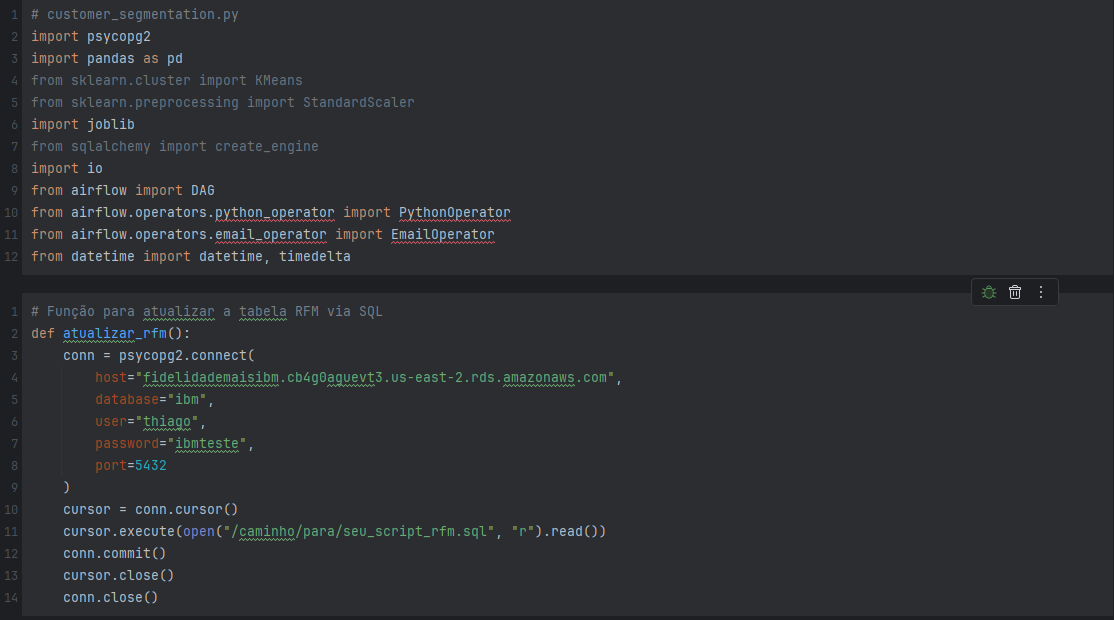 1 # customer_segmentation.py
2 import psycopg2
3 import pandas as pd
4 from sklearn.cluster import KMeans
5 from sklearn.preprocessing import StandardScaler
6 import joblib
7 from sqlalchemy import create_engine
8 import io
9 from airflow import DAG
10 from airflow.operators.python_operator import PythonOperator
11 from airflow.operators.email_operator import EmailOperator
12 from datetime import datetime, timedelta
1 # Função para atualizar a tabela RFM via SQL
2 def atualizar_rfm():
3     conn = psycopg2.connect(
4         host="fidelidademaisibm.cb4g0aguevt3.us-east-2.rds.amazonaws.com",
5         database="ibm",
6         user="thiago",
7         password="ibmteste",
8         port=5432
9     )
10     cursor = conn.cursor()
11     cursor.execute(open("/caminho/para/seu_script_rfm.sql", "r").read())
12     conn.commit()
13     cursor.close()
14     conn.close()